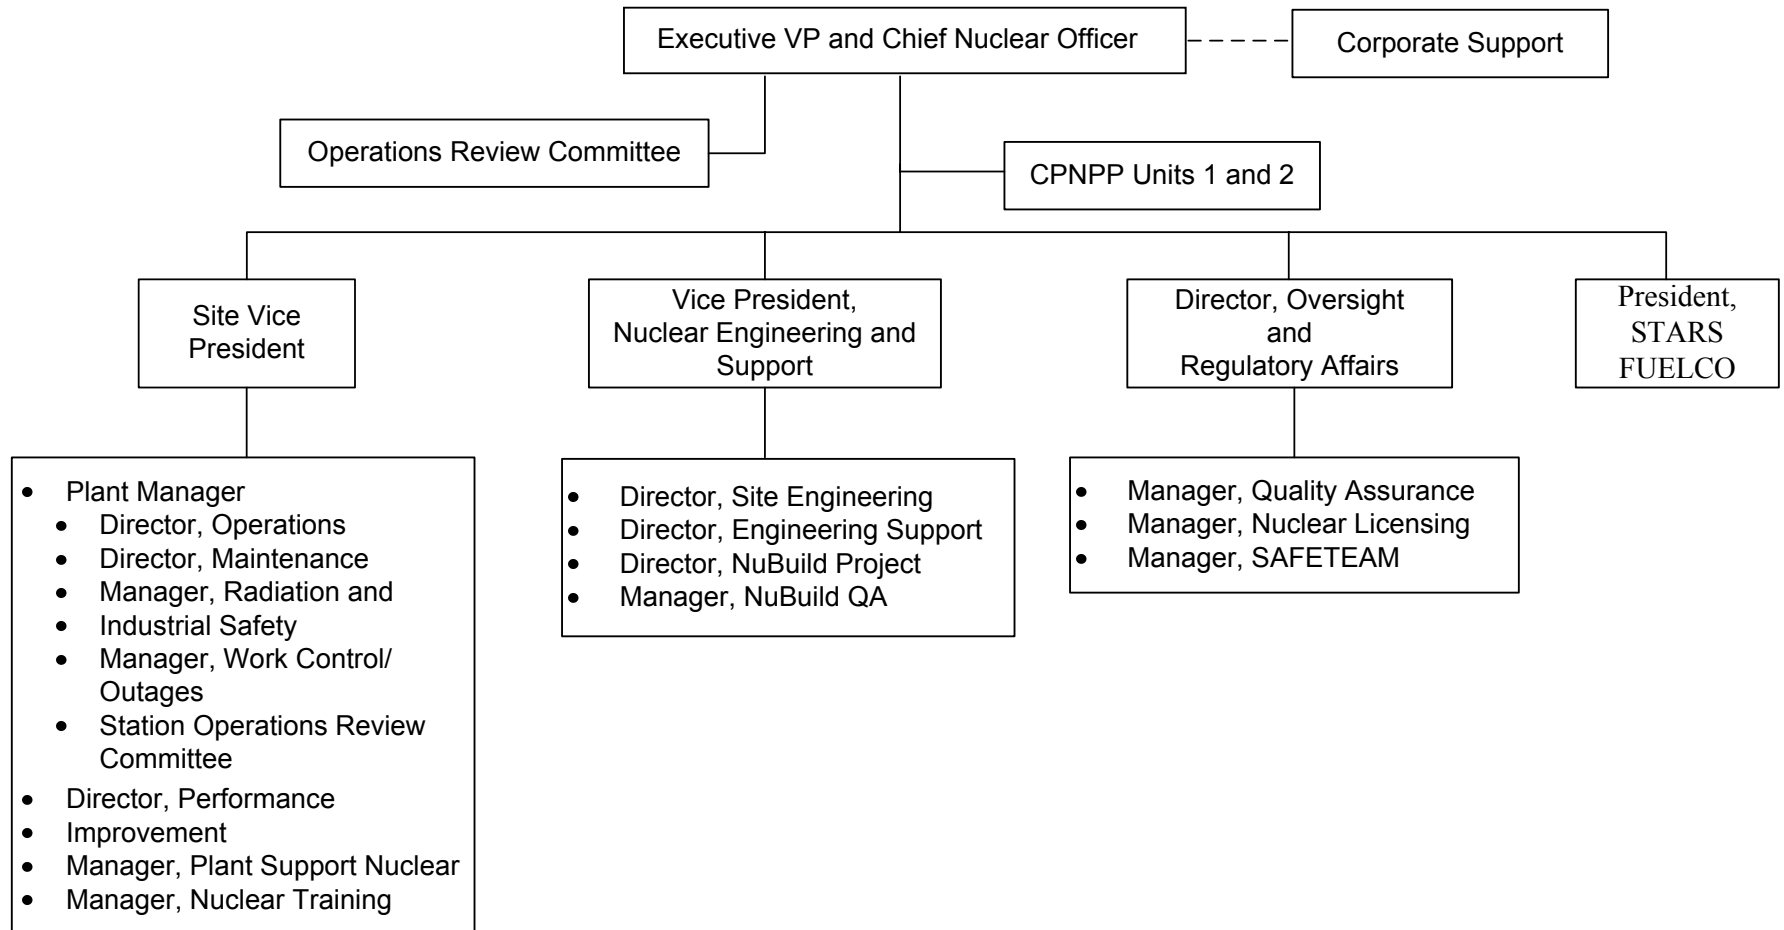 Executive VP and Chief Nuclear Officer
Corporate Support
Operations Review Committee
CPNPP Units 1 and 2
Site Vice
President
Vice President,
Nuclear Engineering and
Support
Director, Oversight
and
Regulatory Affairs
President,
STARS
FUELCO
• Plant Manager
• Director, Operations
• Director, Maintenance
• Manager, Radiation and
• Industrial Safety
• Manager, Work Control/
Outages
• Station Operations Review
Committee
• Director, Performance
• Improvement
• Manager, Plant Support Nuclear
• Manager, Nuclear Training
• Director, Site Engineering
• Director, Engineering Support
• Director, NuBuild Project
• Manager, NuBuild QA
• Manager, Quality Assurance
• Manager, Nuclear Licensing
• Manager, SAFETEAM